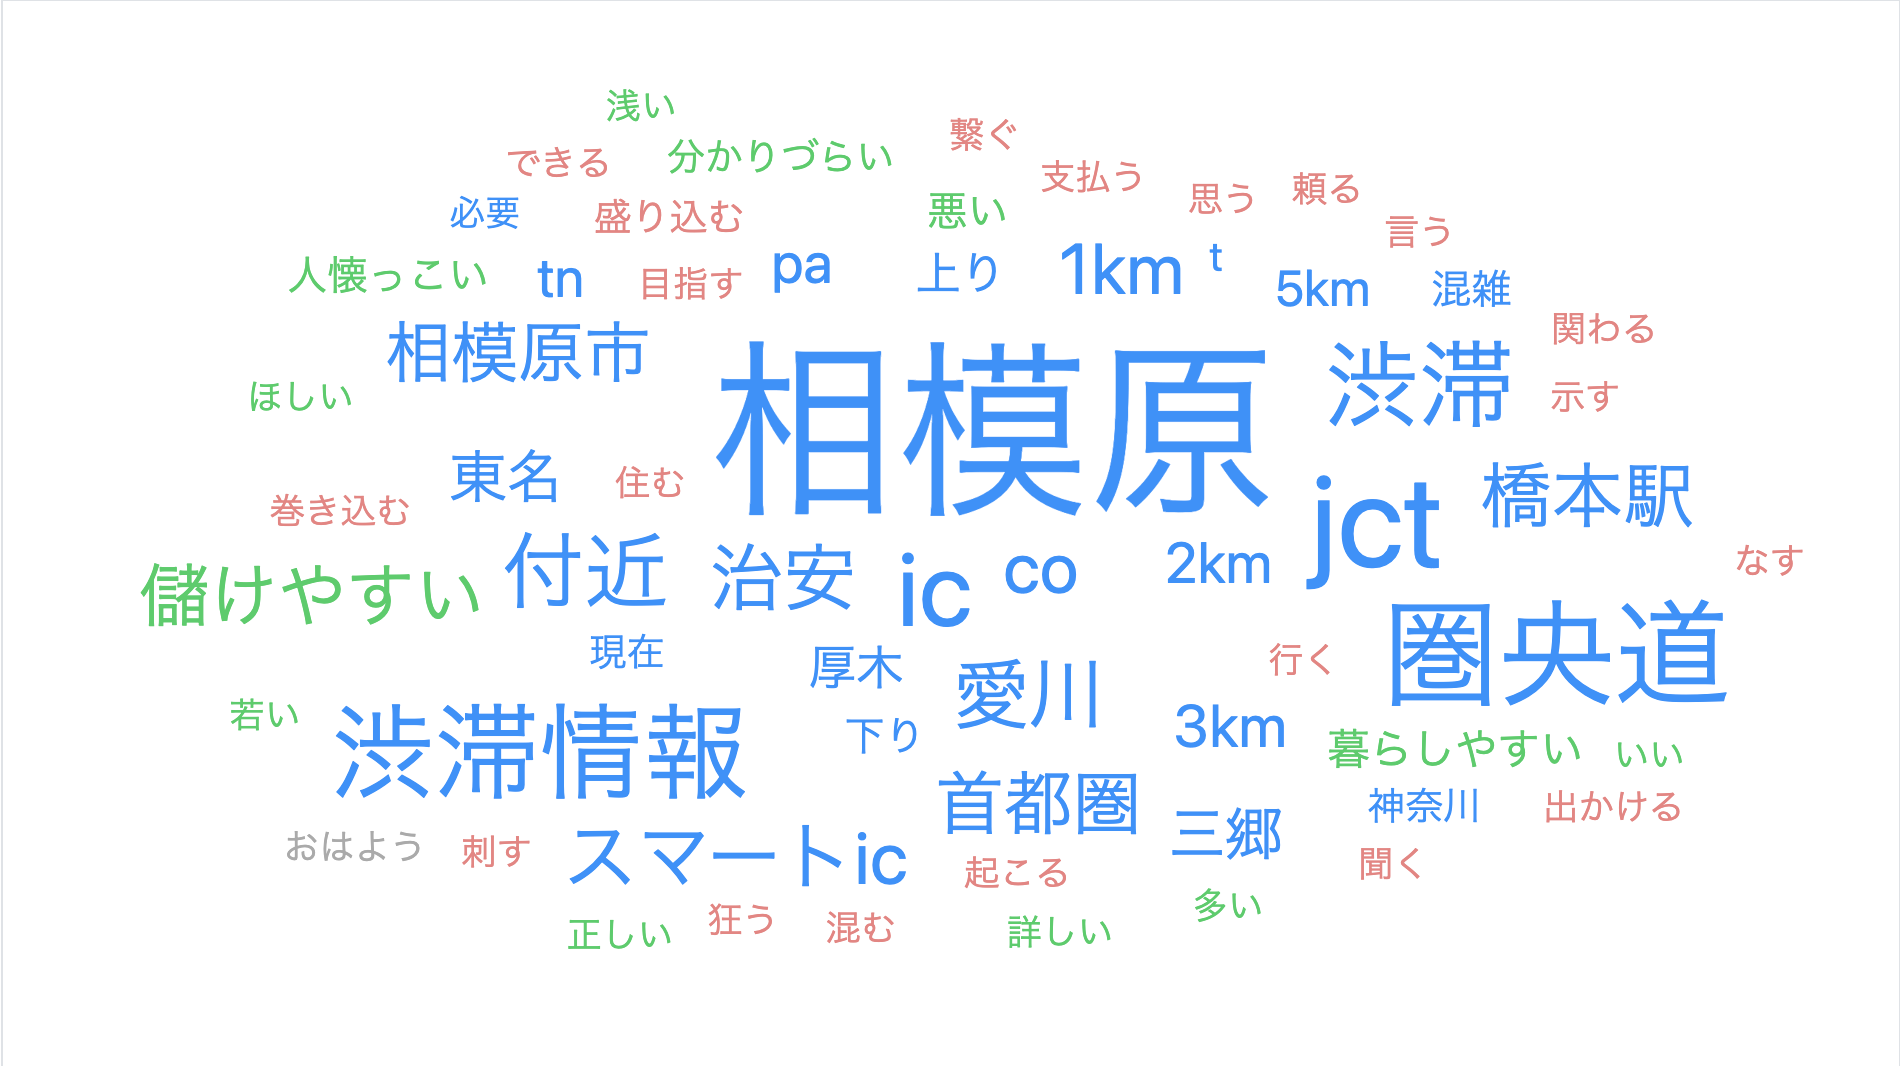 浅い
繋ぐ
できる
分かりづらい
支払う
思う
頼る
必要
盛り込む
悪い
言う
人懐っこい
tn
目指す
pa
上り
1km
t
5km
混雑
相模原市
相模原
渋滞
関わる
ほしい
示す
東名
住む
jct
橋本駅
巻き込む
儲けやすい
付近
治安
ic
co
2km
なす
現在
厚木
愛川
行く
圏央道
若い
渋滞情報
下り
3km
暮らしやすい
いい
首都圏
神奈川
出かける
おはよう
刺す
スマートic
起こる
三郷
聞く
正しい
狂う
混む
詳しい
多い